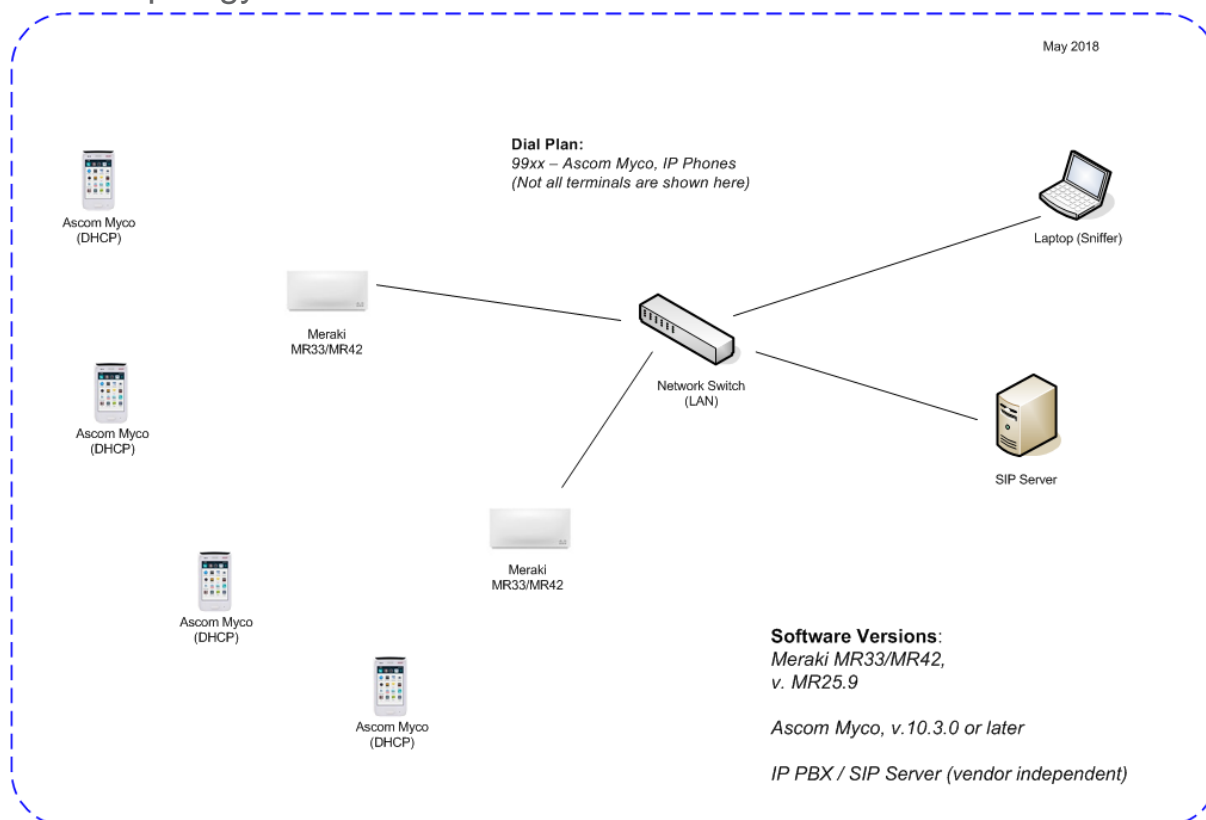 May 2018
Dial Plan:
99xx – Ascom Myco, IP Phones
(Not all terminals are shown here)
Ascom Myco
(DHCP)
Laptop (Sniffer)
Meraki
MR33/MR42
Network Switch
(LAN)
Ascom Myco
(DHCP)
SIP Server
Meraki
MR33/MR42
Ascom Myco
(DHCP)
Software Versions:
Meraki MR33/MR42,
v. MR25.9
Ascom Myco, v.10.3.0 or later
IP PBX / SIP Server (vendor independent)
Ascom Myco
(DHCP)